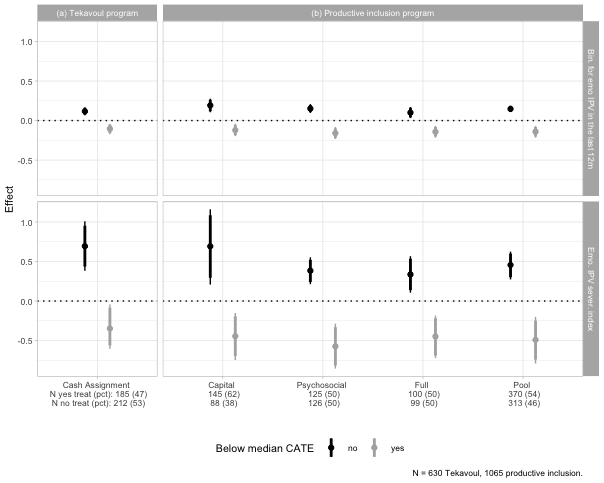 (a) Tekavoul program
(b) Productive inclusion program
1.0
0.5
0.0
-0.5
Bin. for emo IPV in the last 12m
1.0
0.5
0.0
-0.5
Emo. IPV sever. index
Effect
Cash Assignment
N yes treat (pct): 185 (47)
N no treat (pct): 212 (53)
Capital
145 (62)
88 (38)
Psychosocial
125 (50)
126 (50)
Full
100 (50)
99 (50)
Pool
370 (54)
313 (46)
Below median CATE
no
yes
N = 630 Tekavoul, 1065 productive inclusion.